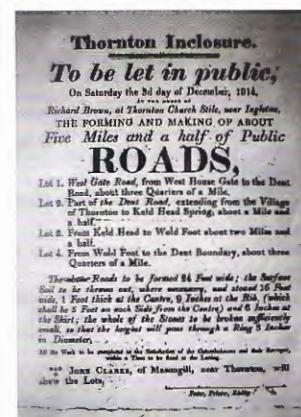 Thornton Inclosure.
To be let in public,
On Saturday the 3d day of December, 1814,
AT THE HOUSE OF
Richard Brown, at Thornton Church Stile, near Ingleton,
THE FORMING AND MAKING OF ABOUT
Five Miles and a half of Public
ROADS,
Lot 1. West Gate Road, from West House Gate to the Dent
Road, about three Quarters of a Mile.
Lot 2. Part of the Dent Road, extending from the Village
of Thornton to Keld Head Spring, about a Mile and
a half.
Lot 3. From Keld Head to Wold Foot about two Miles and
a half.
Lot 4. From Wold Foot to the Dent Boundary, about three
Quarters of a Mile.
The above Roads to be formed 24 Feet wide; the Surface
Soil to be thrown out, where necessary, and stoned 16 Feet
wide, 1 Foot thick at the Centre, 9 Inches at the Rib, (which
shall be 5 Feet on each Side from the Centre) and 6 Inches at
the Skirt; the whole of the Stones to be broken sufficiently
small, so that the largest will pass through a Ring 3 Inches
in Diameter.
All the Work to be completed to the Satisfaction of the Commissioners and their Surveyor,
within a Time to be fixed at the Letting.
JOHN CLARKE, of Masongill, near Thornton, will
shew the Lots.
Printer, Kirkby